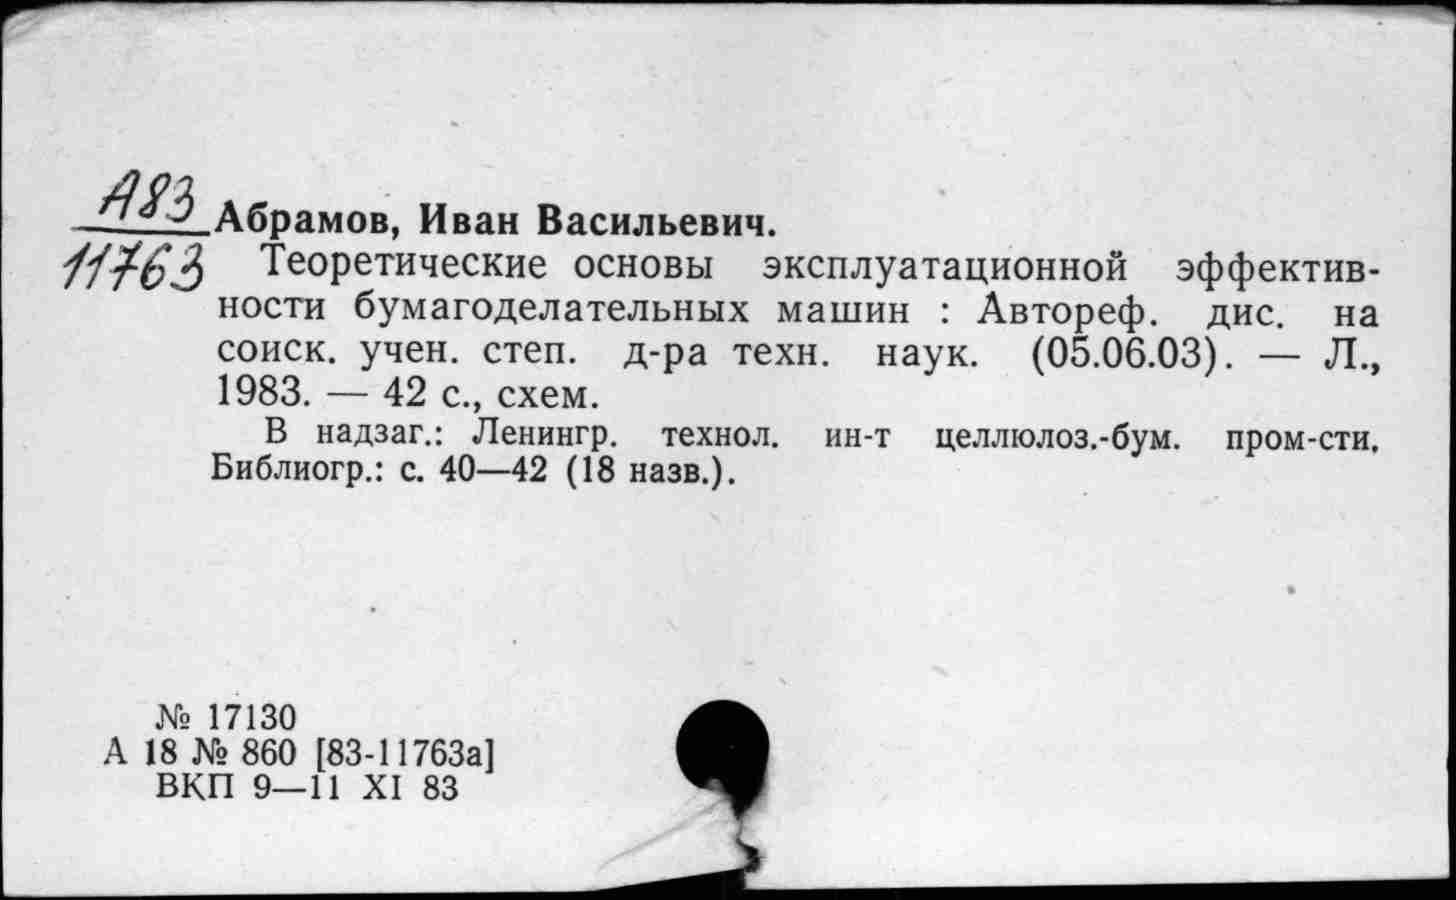 А83
Абрамов, Иван Васильевич.
11763
Теоретические основы эксплуатационной эффектив-
ности бумагоделательных машин : Автореф. дис. на
соиск. учен. степ. д-ра техн. наук. (05.06.03). — Л.,
1983. — 42 с., схем.
В надзаг.: Ленингр. технол. ин-т целлюлоз.-бум. пром-сти.
Библиогр.: с. 40—42 (18 назв.).
№ 17130
А 18 № 860 [83-11763а]
ВКП 9—11 XI 83